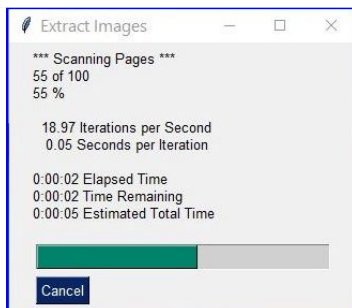 Extract Images
*** Scanning Pages ***
55 of 100
55 %
18.97 Iterations per Second
0.05 Seconds per Iteration
0:00:02 Elapsed Time
0:00:02 Time Remaining
0:00:05 Estimated Total Time
Cancel